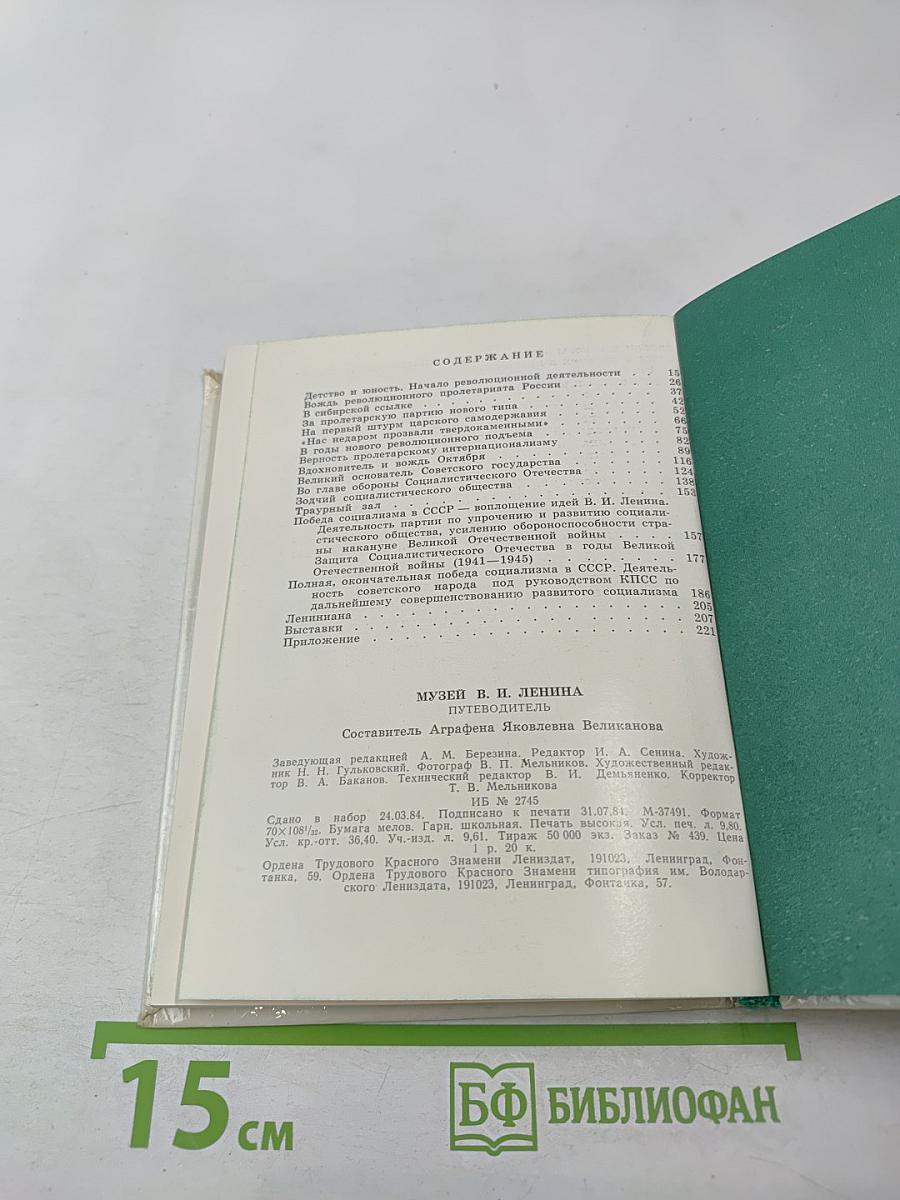 СОДЕРЖАНИЕ
Детство и юность. Начало революционной деятельности . . 15
Вождь революционного пролетариата России . . . . . . 26
В сибирской ссылке . . . . . . . . . . . . 37
За пролетарскую партию нового типа . . . . . . . . 42
На первый штурм царского самодержавия . . . . . . . 52
«Нас недаром прозвали твердокаменными» . . . . . . . 66
В годы нового революционного подъема . . . . . . . 75
Верность пролетарскому интернационализму . . . . . . 82
Вдохновитель и вождь Октября . . . . . . . . . 89
Великий основатель Советского государства . . . . . . 116
Во главе обороны Социалистического Отечества . . . . . 124
Зодчий социалистического общества . . . . . . . . 138
Траурный зал . . . . . . . . . . . . . . 153
Победа социализма в СССР — воплощение идей В. И. Ленина.
Деятельность партии по упрочению и развитию социали-
стического общества, усилению обороноспособности стра-
ны накануне Великой Отечественной войны . . . . 157
Защита Социалистического Отечества в годы Великой
Отечественной войны (1941—1945) . . . . . . . 177
Полная, окончательная победа социализма в СССР. Деятель-
ность советского народа под руководством КПСС по
дальнейшему совершенствованию развитого социализма 186
Лениниана . . . . . . . . . . . . . . . 205
Выставки . . . . . . . . . . . . . . . 207
Приложение . . . . . . . . . . . . . . . 221
МУЗЕЙ В. И. ЛЕНИНА
ПУТЕВОДИТЕЛЬ
Составитель Аграфена Яковлевна Великанова
Заведующая редакцией А. М. Березина. Редактор И. А. Сенина. Худож-
ник Н. Н. Гульковский. Фотограф В. П. Мельников. Художественный редак-
тор В. А. Баканов. Технический редактор В. И. Демьяненко. Корректор
Т. В. Мельникова
ИБ № 2745
Сдано в набор 24.03.84. Подписано к печати 31.07.84. М-37491. Формат
70×108¹/₃₂. Бумага мелов. Гарн. школьная. Печать высокая. Усл. печ. л. 9,80.
Усл. кр.-отт. 36,40. Уч.-изд. л. 9,61. Тираж 50 000 экз. Заказ № 439. Цена
1 р. 20 к.
Ордена Трудового Красного Знамени Лениздат, 191023, Ленинград, Фон-
танка, 59. Ордена Трудового Красного Знамени типография им. Володар-
ского Лениздата, 191023, Ленинград, Фонтанка, 57.
15 см
БФ БИБЛИОФАН